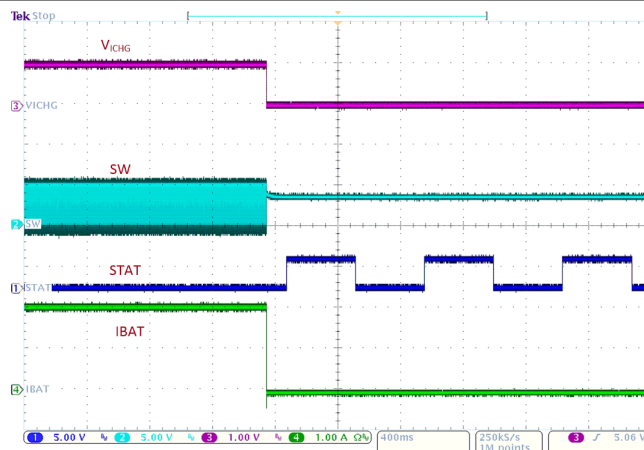 Tek Stop
VICHG
3 VICHG
SW
2 SW
STAT
1 STAT
IBAT
4 IBAT
1 5.00 V 2 5.00 V 3 1.00 V 4 1.00 A Ω 400ms 250kS/s 3 5.06 V
1M points